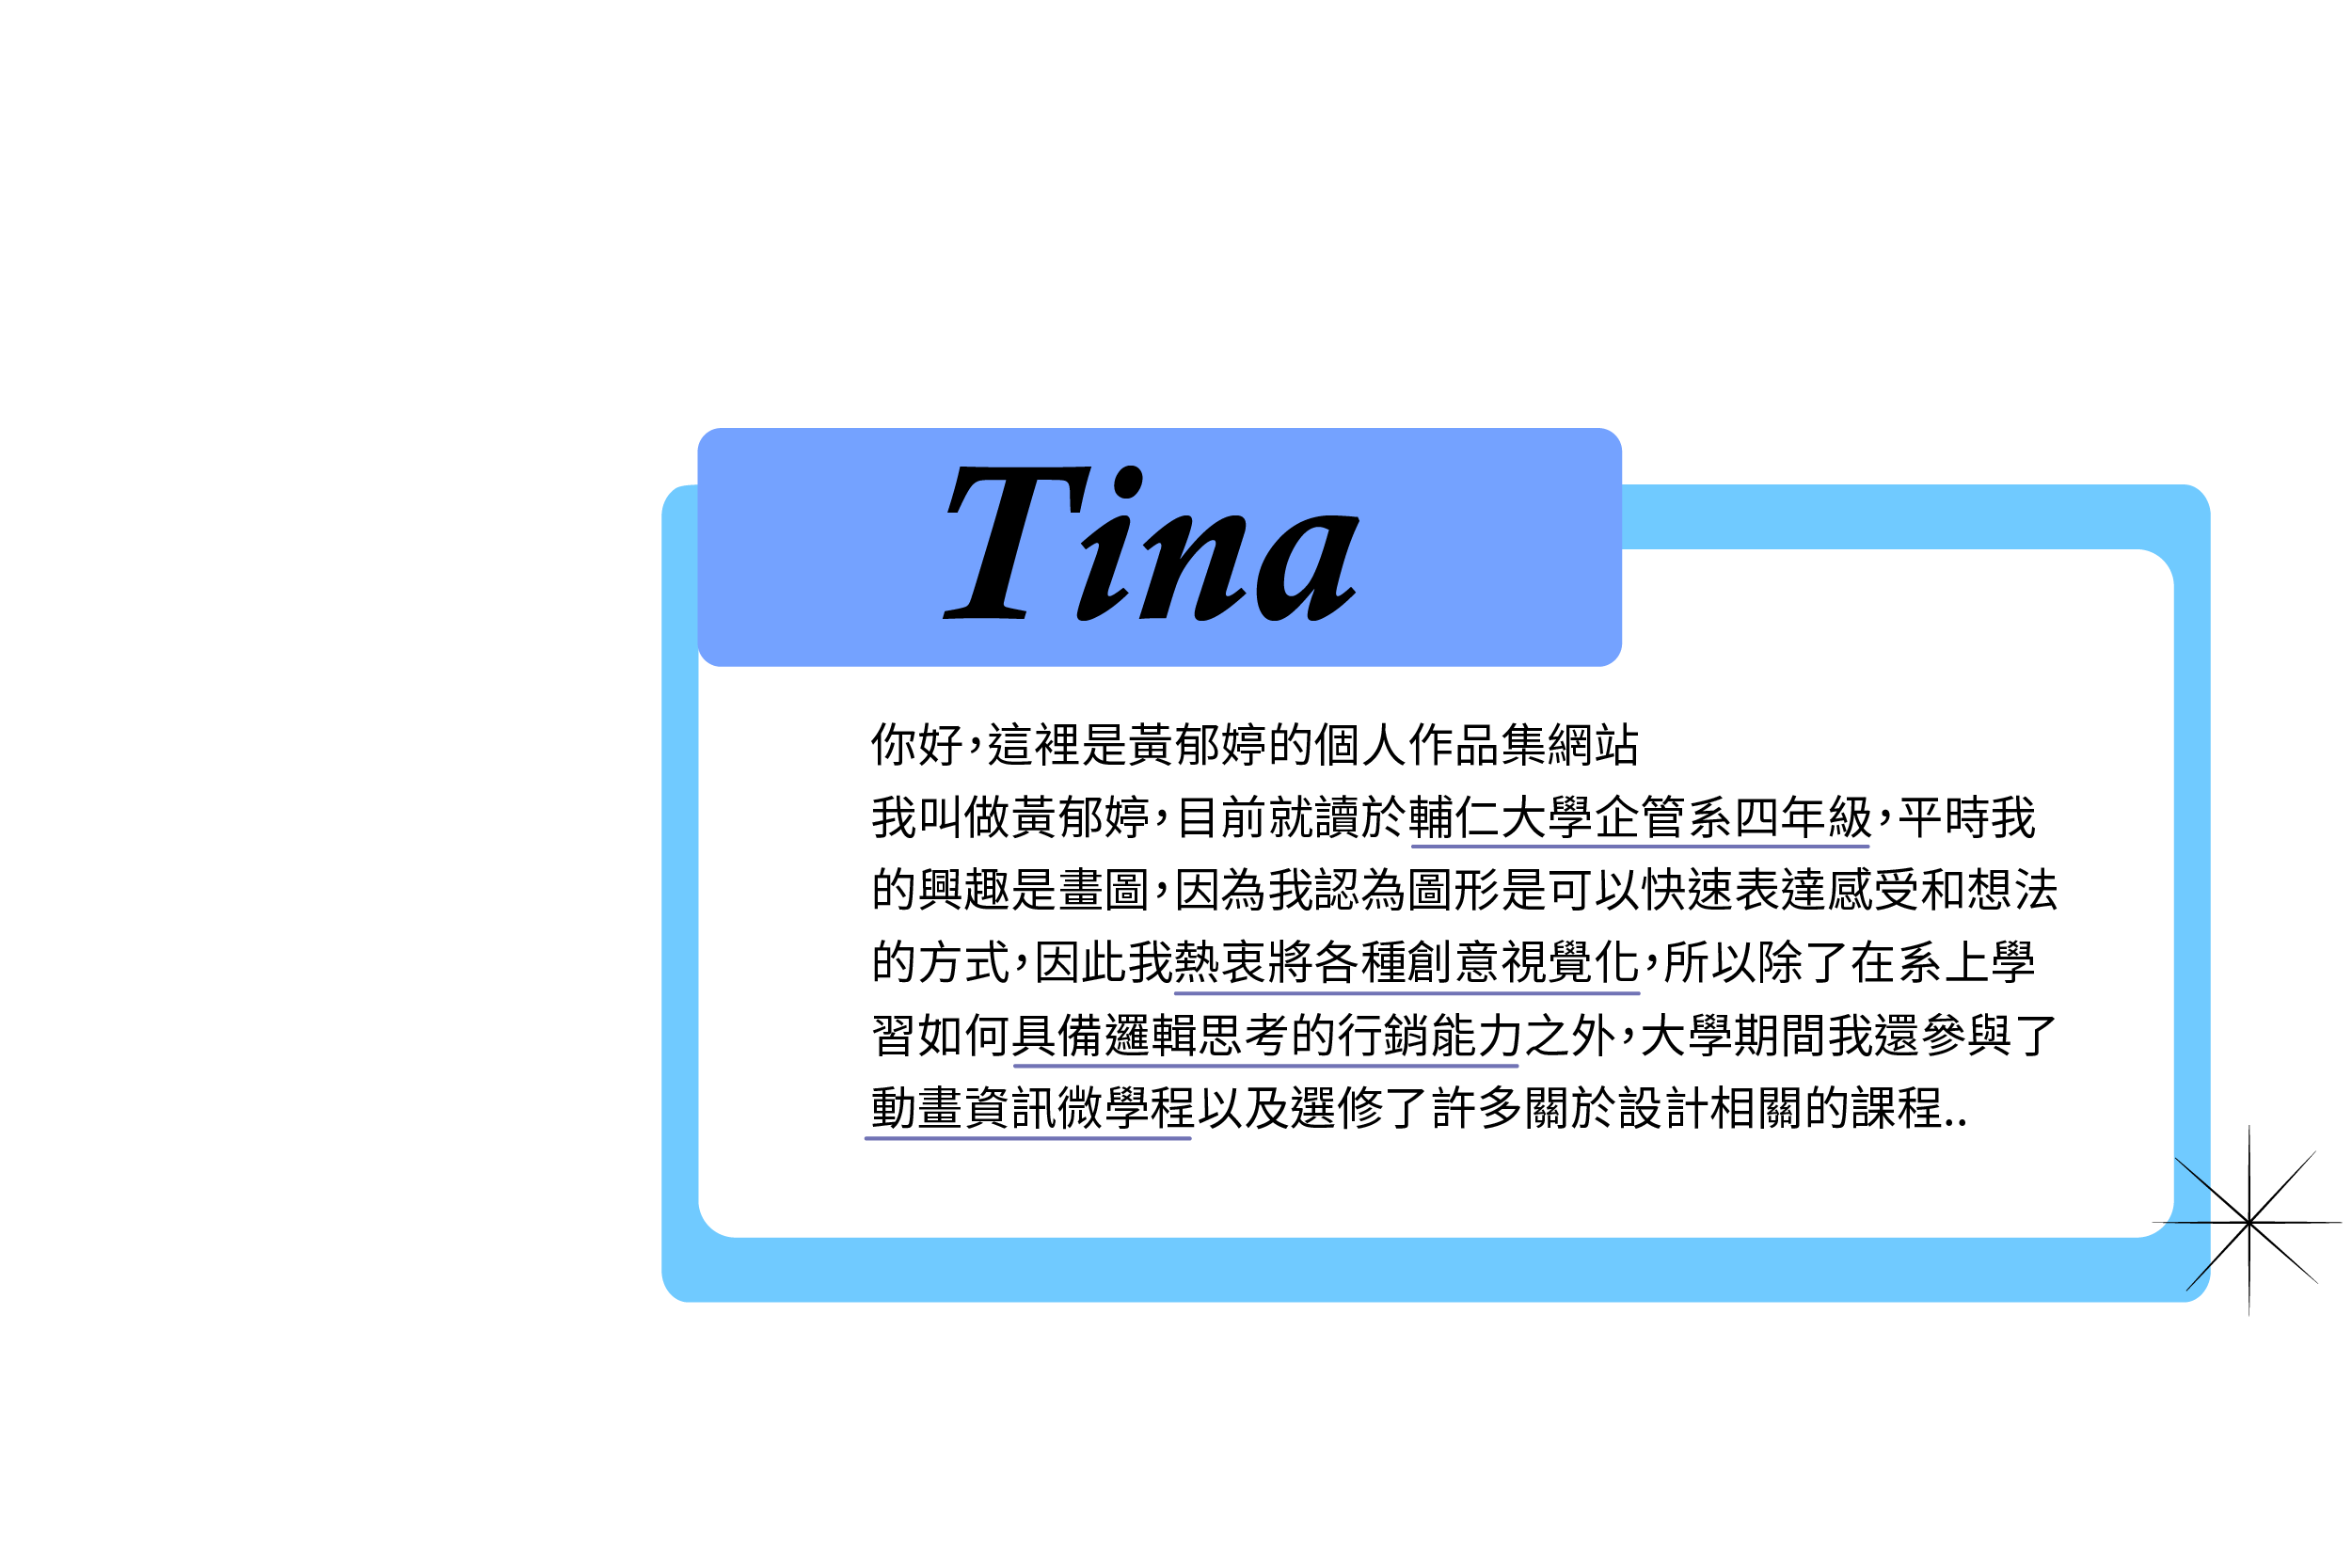 Tina
你好，這裡是黃郁婷的個人作品集網站
我叫做黃郁婷，目前就讀於輔仁大學企管系四年級，平時我
的興趣是畫圖，因為我認為圖形是可以快速表達感受和想法
的方式，因此我熱衷將各種創意視覺化，所以除了在系上學
習如何具備邏輯思考的行銷能力之外，大學期間我還參與了
動畫資訊微學程以及選修了許多關於設計相關的課程..